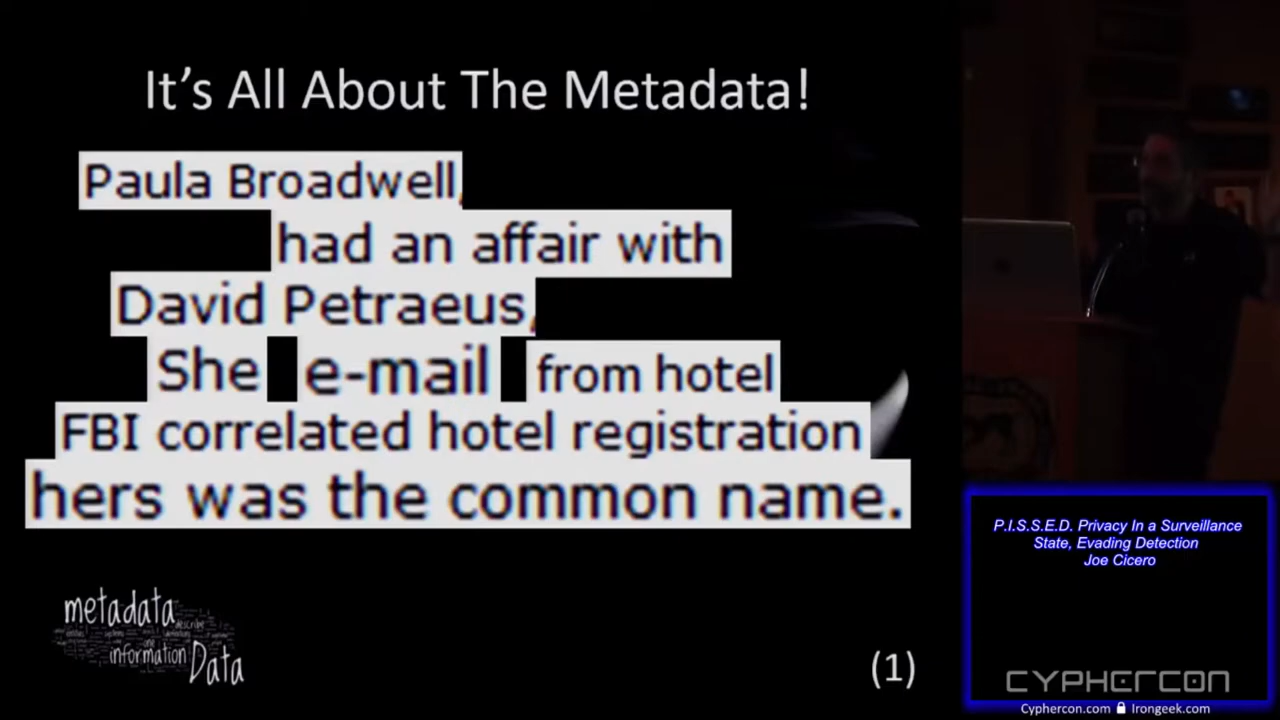 It's All About The Metadata!
Paula Broadwell,
had an affair with
David Petraeus,
She e-mail from hotel
FBI correlated hotel registration
hers was the common name.
metadata
describe
information Data
(1)
P.I.S.S.E.D. Privacy In a Surveillance
State, Evading Detection
Joe Cicero
CYPHERCON
Cyphercon.com Irongeek.com